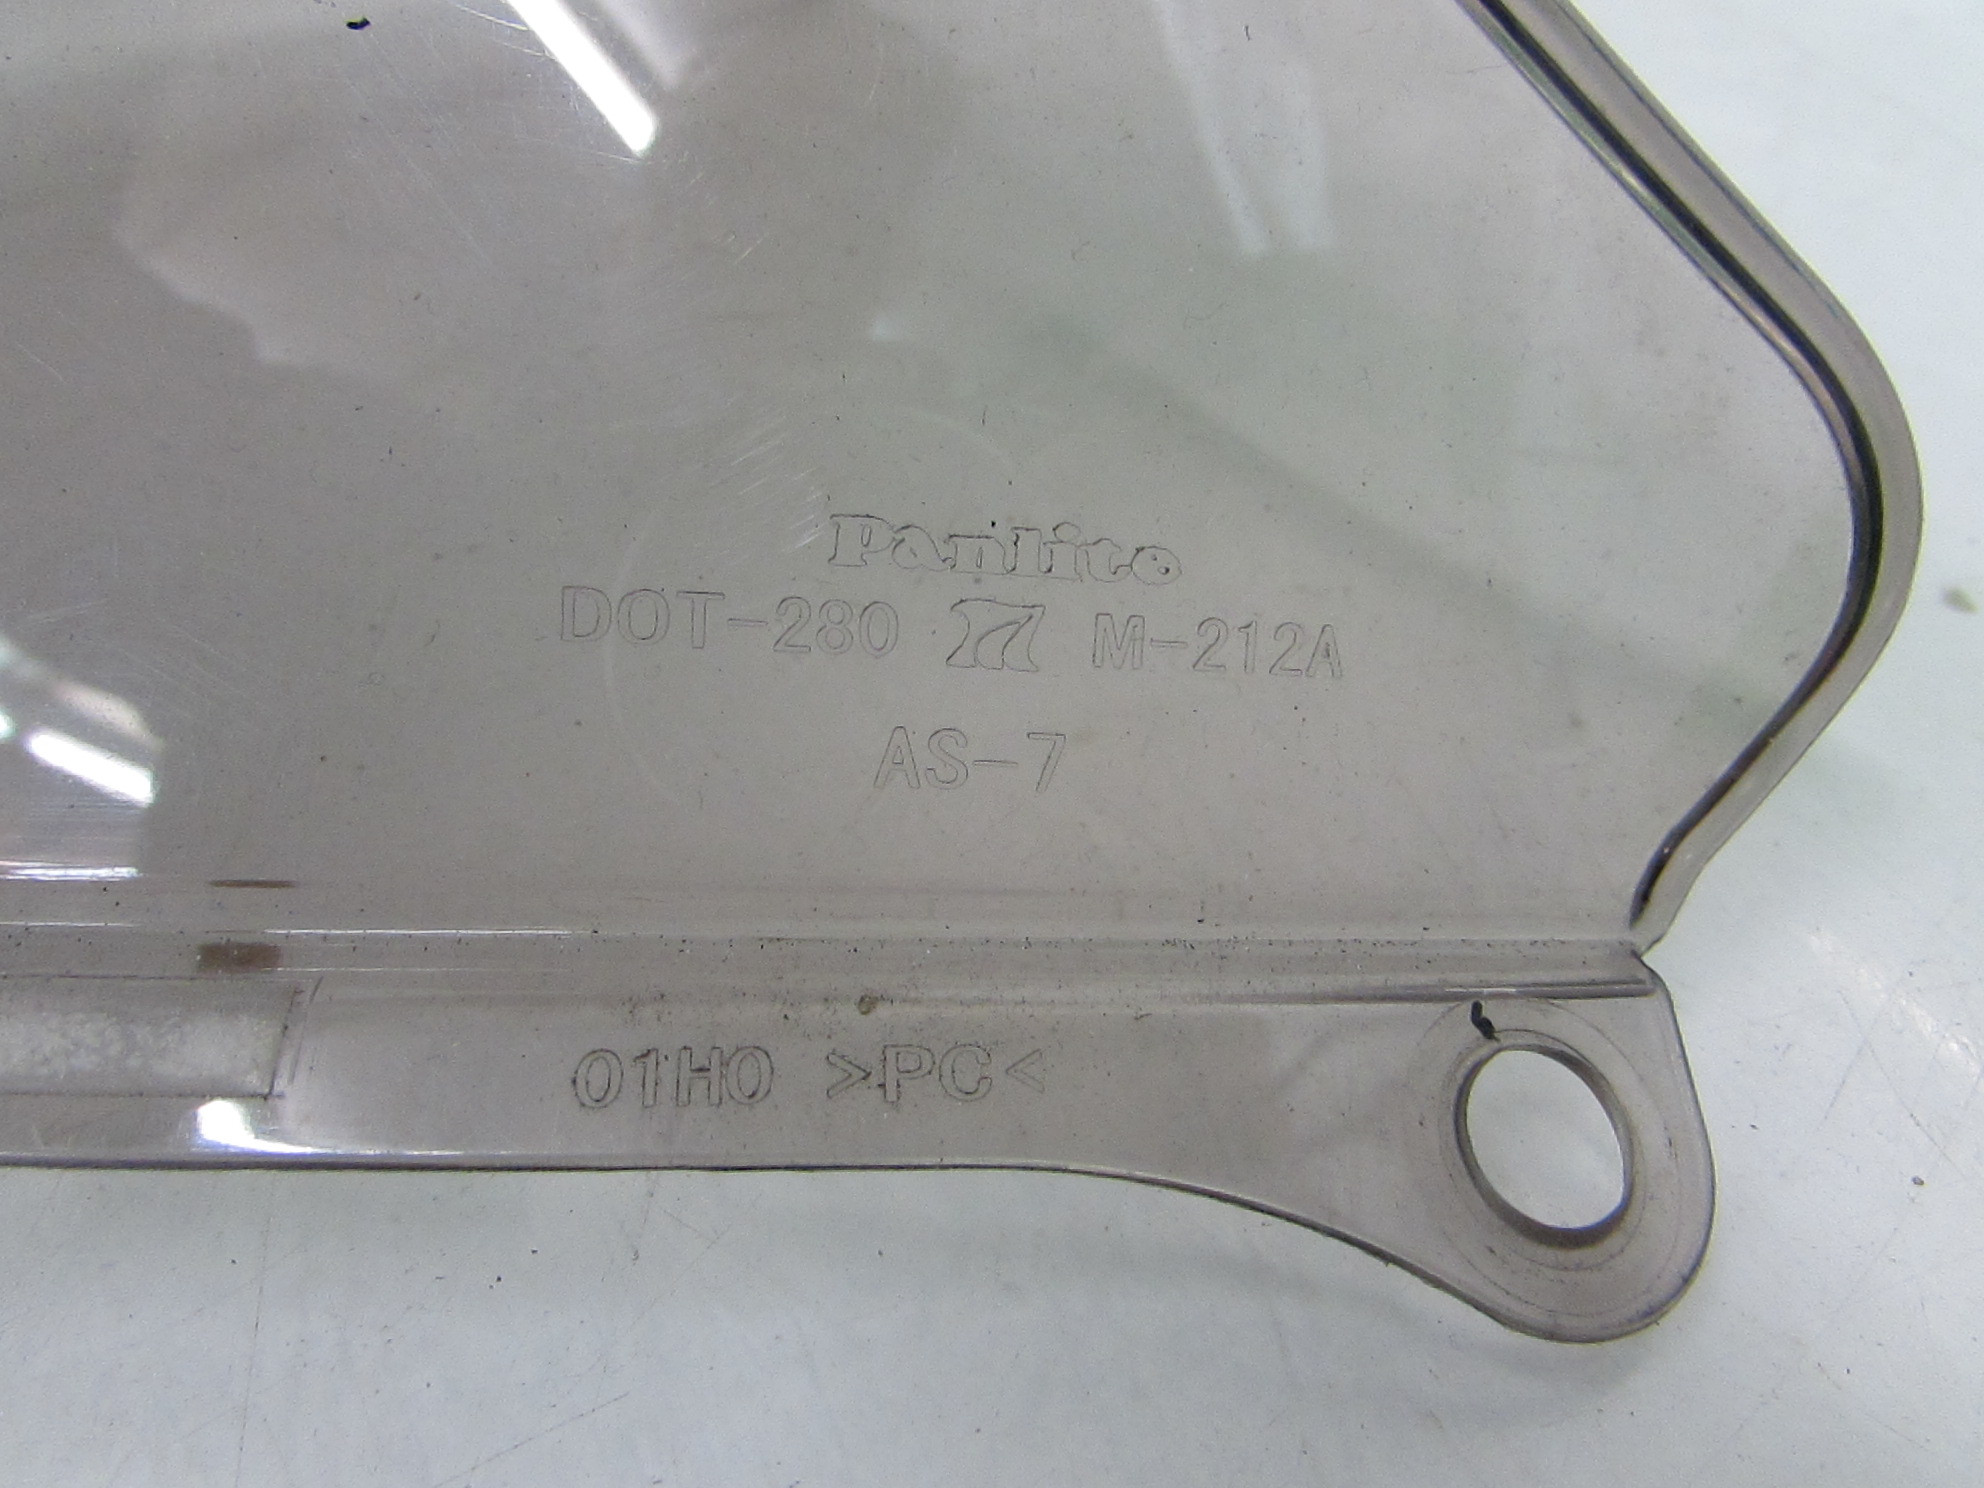 Panlite
DOT-280 M-212A
AS-7
01H0 >PC<